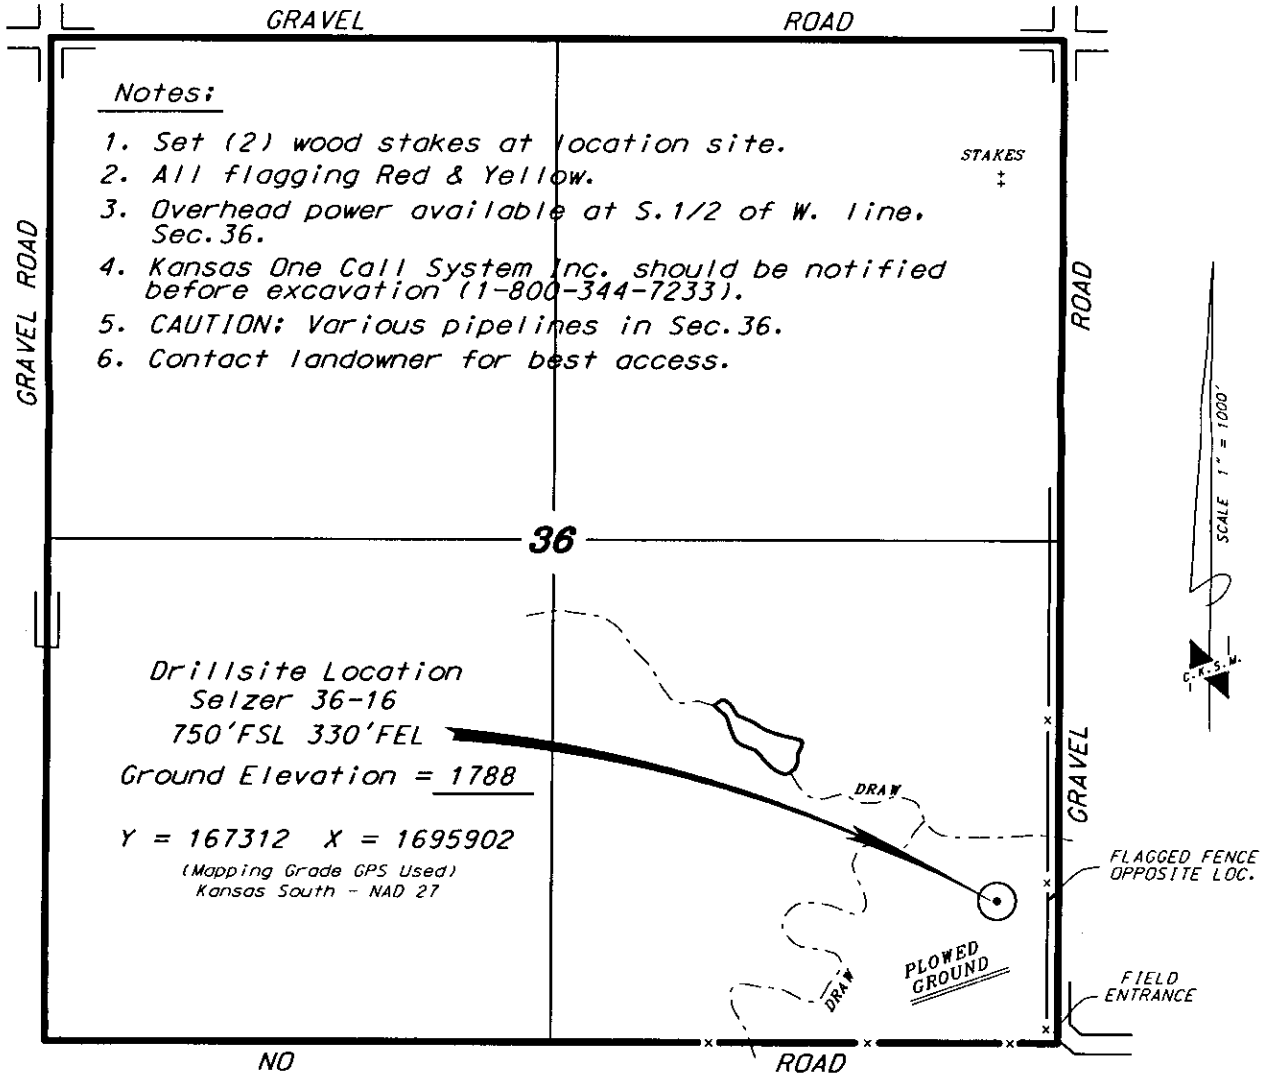 GRAVEL ROAD
Notes:
1. Set (2) wood stakes at location site.
2. All flagging Red & Yellow.
3. Overhead power available at S.1/2 of W. line.
Sec.36.
4. Kansas One Call System Inc. should be notified
before excavation (1-800-344-7233).
5. CAUTION: Various pipelines in Sec.36.
6. Contact landowner for best access.
STAKES
GRAVEL ROAD
ROAD
SCALE 1" = 1000'
36
C.K.S.W.
Drillsite Location
Selzer 36-16
750'FSL 330'FEL
Ground Elevation = 1788
Y = 167312 X = 1695902
(Mapping Grade GPS Used)
Kansas South - NAD 27
DRAW
GRAVEL
FLAGGED FENCE
OPPOSITE LOC.
PLOWED
GROUND
DRAW
FIELD
ENTRANCE
NO ROAD